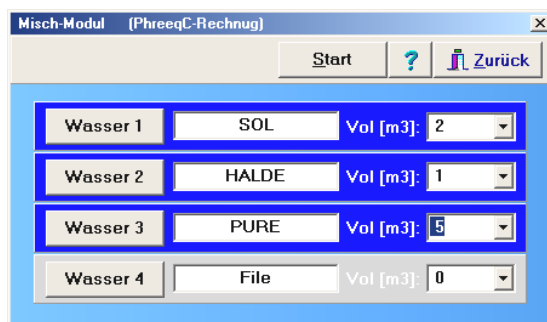 Misch-Modul (PhreeqC-Rechnug)
Start ? Zurück
Wasser 1 SOL Vol [m3]: 2
Wasser 2 HALDE Vol [m3]: 1
Wasser 3 PURE Vol [m3]: 5
Wasser 4 File Vol [m3]: 0